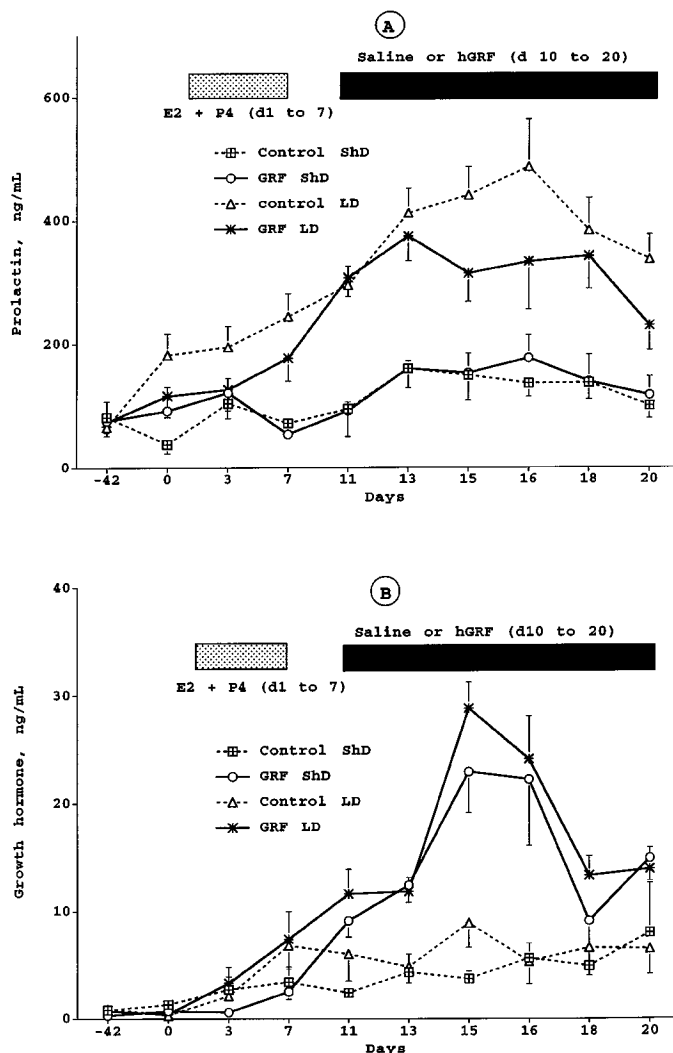 A
Saline or hGRF (d 10 to 20)
600
E2 + P4 (d1 to 7)
Control ShD
GRF ShD
control LD
GRF LD
400
200
0
Prolactin, ng/mL
-42 0 3 7 11 13 15 16 18 20
Days
40
B
Saline or hGRF (d10 to 20)
30
E2 + P4 (d1 to 7)
Control ShD
GRF ShD
Control LD
GRF LD
20
10
0
Growth hormone, ng/mL
-42 0 3 7 11 13 15 16 18 20
Days